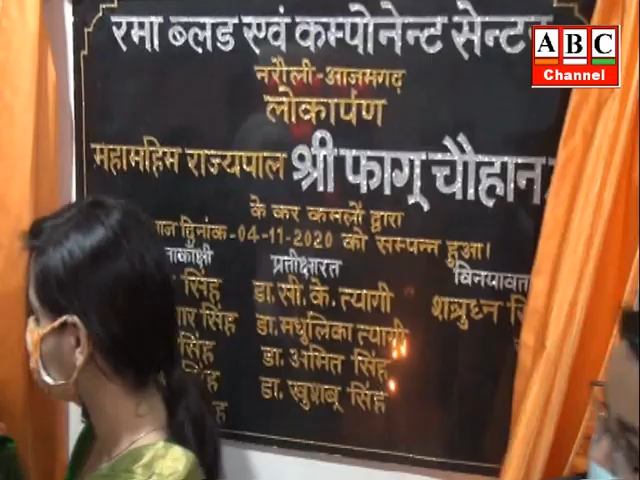 रमा ब्लड एवं कम्पोनेन्ट सेन्टर
ABC
Channel
नरौली-आजमगढ़
लोकार्पण
महामहिम राज्यपाल श्री फागू चौहान
के कर कमलों द्वारा
दिनांक-04-11-2020 को सम्पन्न हुआ।
प्रतीक्षारत
सिंह
डा. सी. के. त्यागी
शत्रुध्न
सिंह
डा. मधुलिका त्यागी
सिंह
डा. अमित सिंह
सिंह
डा. खुशबू सिंह